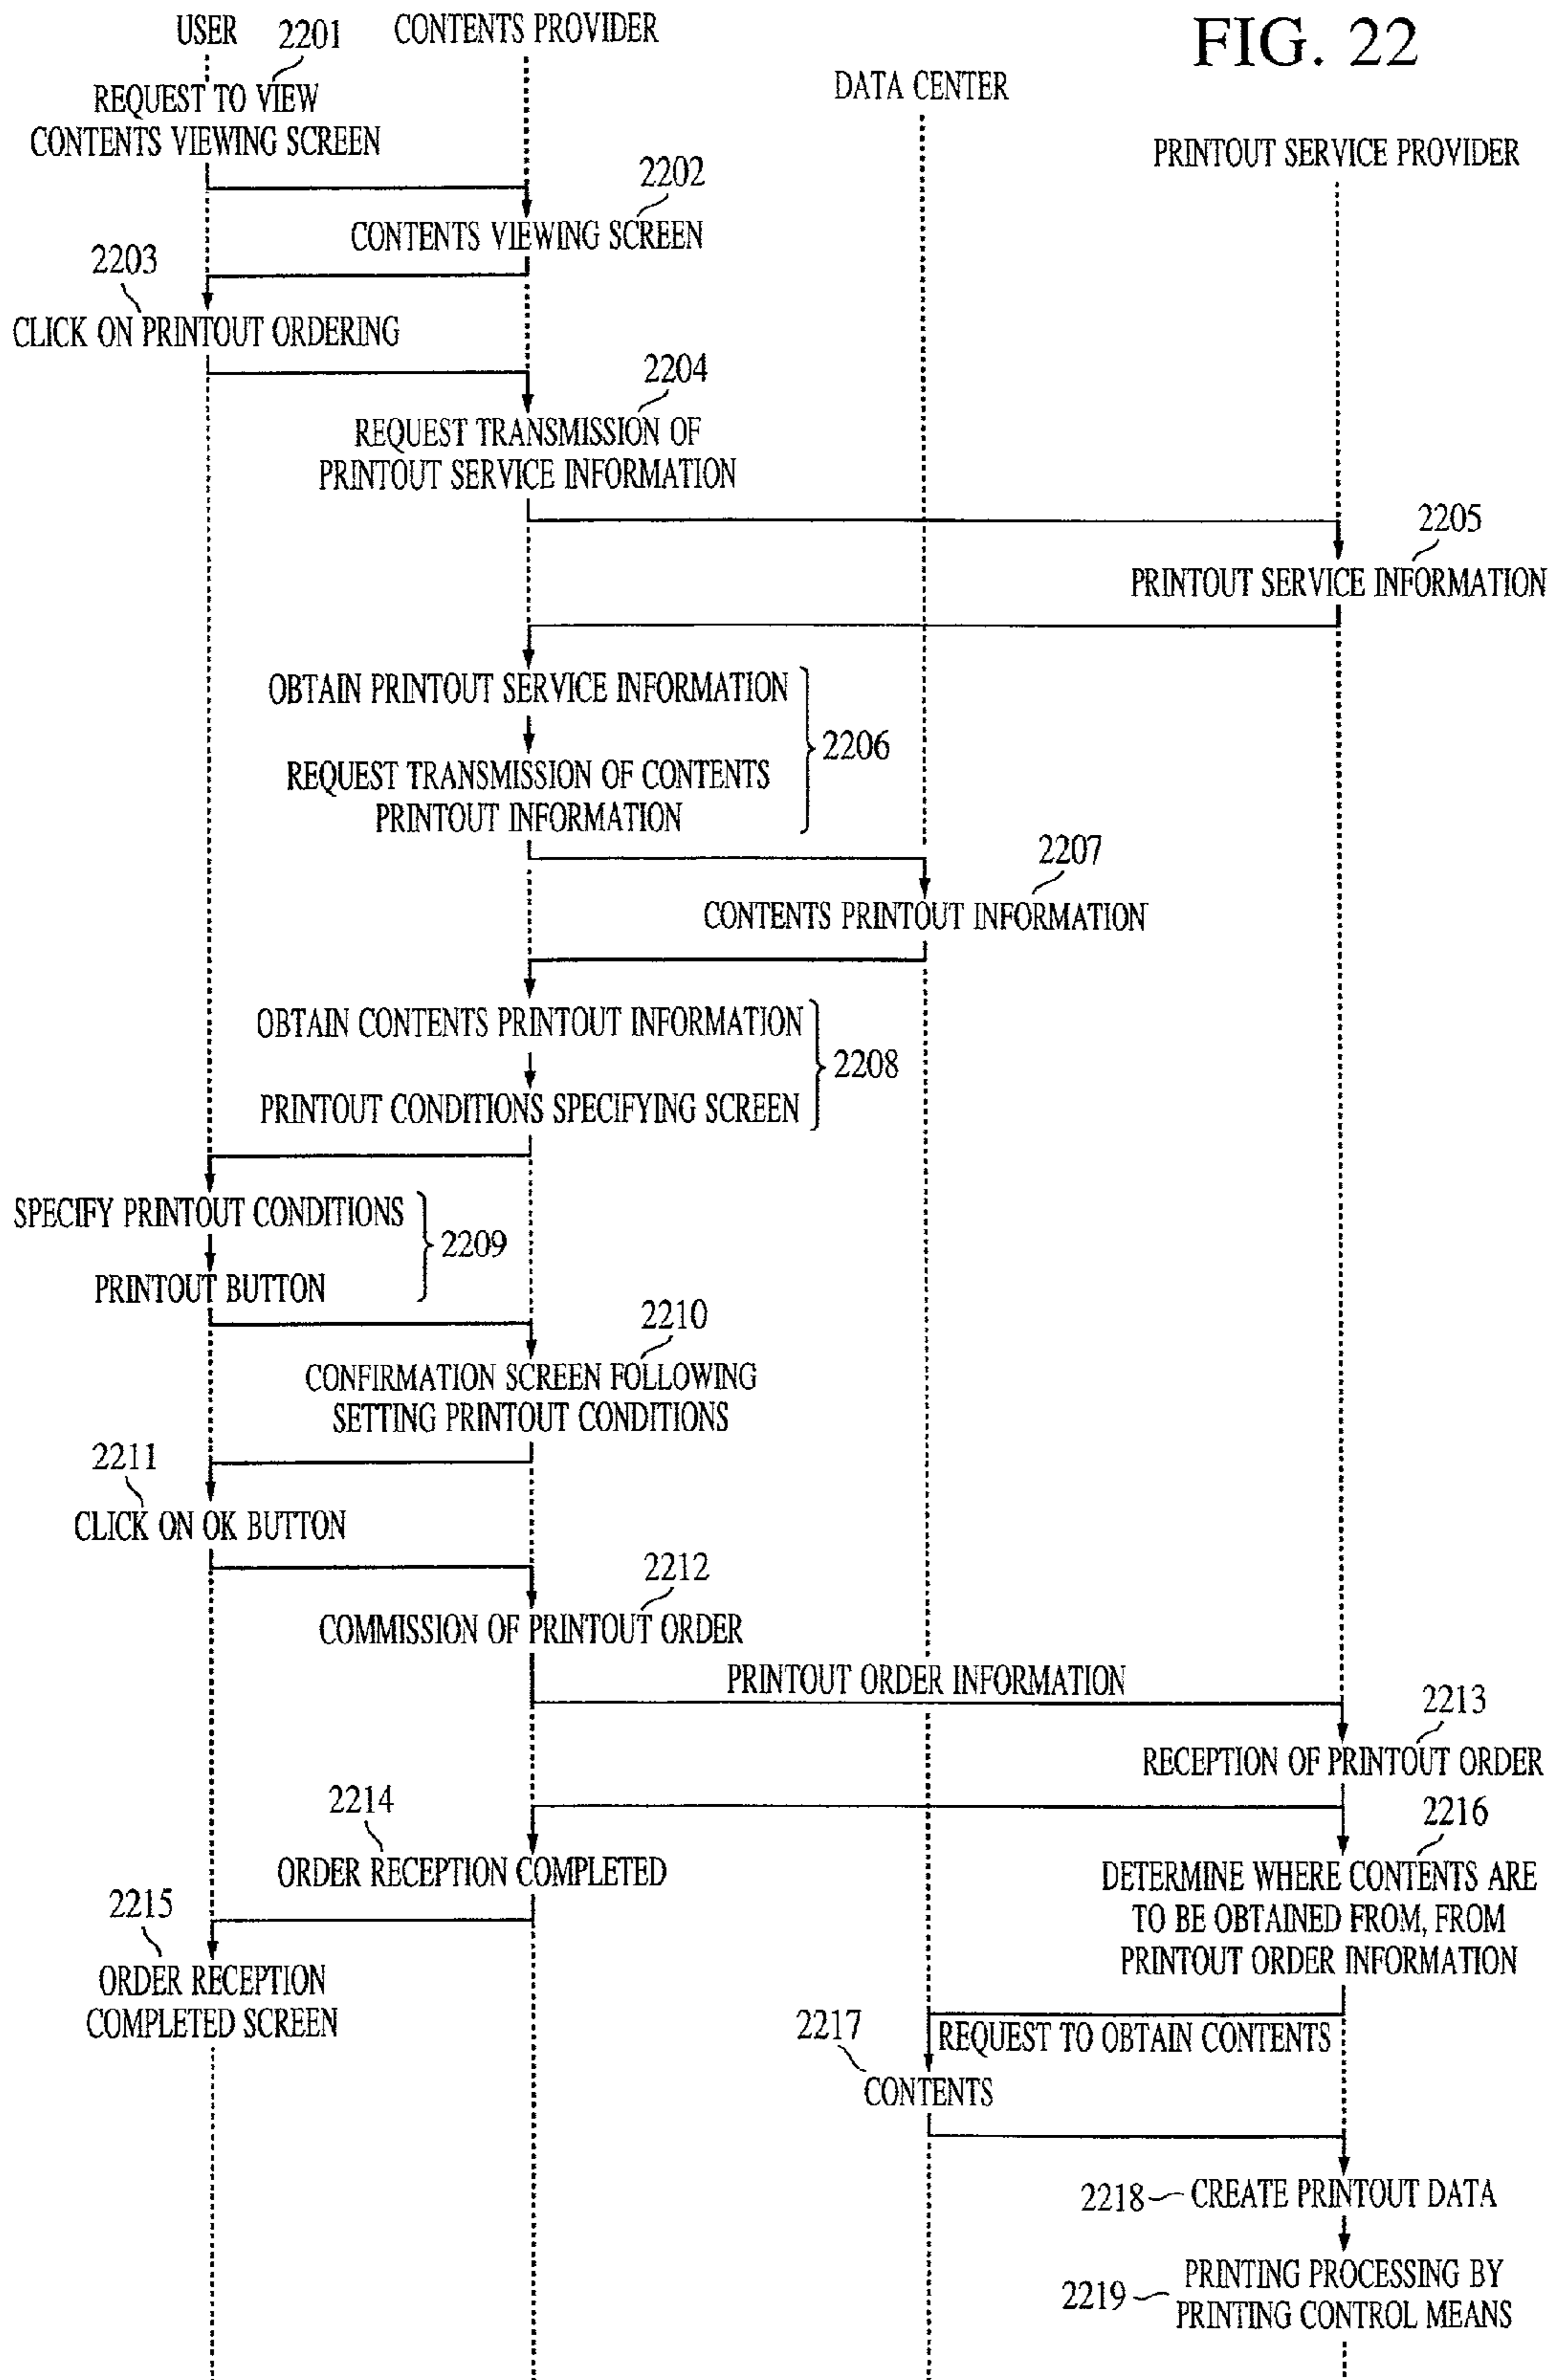 FIG. 22
USER
2201
CONTENTS PROVIDER
DATA CENTER
PRINTOUT SERVICE PROVIDER
REQUEST TO VIEW
CONTENTS VIEWING SCREEN
2202
CONTENTS VIEWING SCREEN
2203
CLICK ON PRINTOUT ORDERING
2204
REQUEST TRANSMISSION OF
PRINTOUT SERVICE INFORMATION
2205
PRINTOUT SERVICE INFORMATION
OBTAIN PRINTOUT SERVICE INFORMATION
2206
REQUEST TRANSMISSION OF CONTENTS
PRINTOUT INFORMATION
2207
CONTENTS PRINTOUT INFORMATION
OBTAIN CONTENTS PRINTOUT INFORMATION
2208
PRINTOUT CONDITIONS SPECIFYING SCREEN
SPECIFY PRINTOUT CONDITIONS
2209
PRINTOUT BUTTON
2210
CONFIRMATION SCREEN FOLLOWING
SETTING PRINTOUT CONDITIONS
2211
CLICK ON OK BUTTON
2212
COMMISSION OF PRINTOUT ORDER
PRINTOUT ORDER INFORMATION
2213
RECEPTION OF PRINTOUT ORDER
2214
ORDER RECEPTION COMPLETED
2216
DETERMINE WHERE CONTENTS ARE
TO BE OBTAINED FROM, FROM
PRINTOUT ORDER INFORMATION
2215
ORDER RECEPTION
COMPLETED SCREEN
2217
REQUEST TO OBTAIN CONTENTS
CONTENTS
2218
CREATE PRINTOUT DATA
2219
PRINTING PROCESSING BY
PRINTING CONTROL MEANS